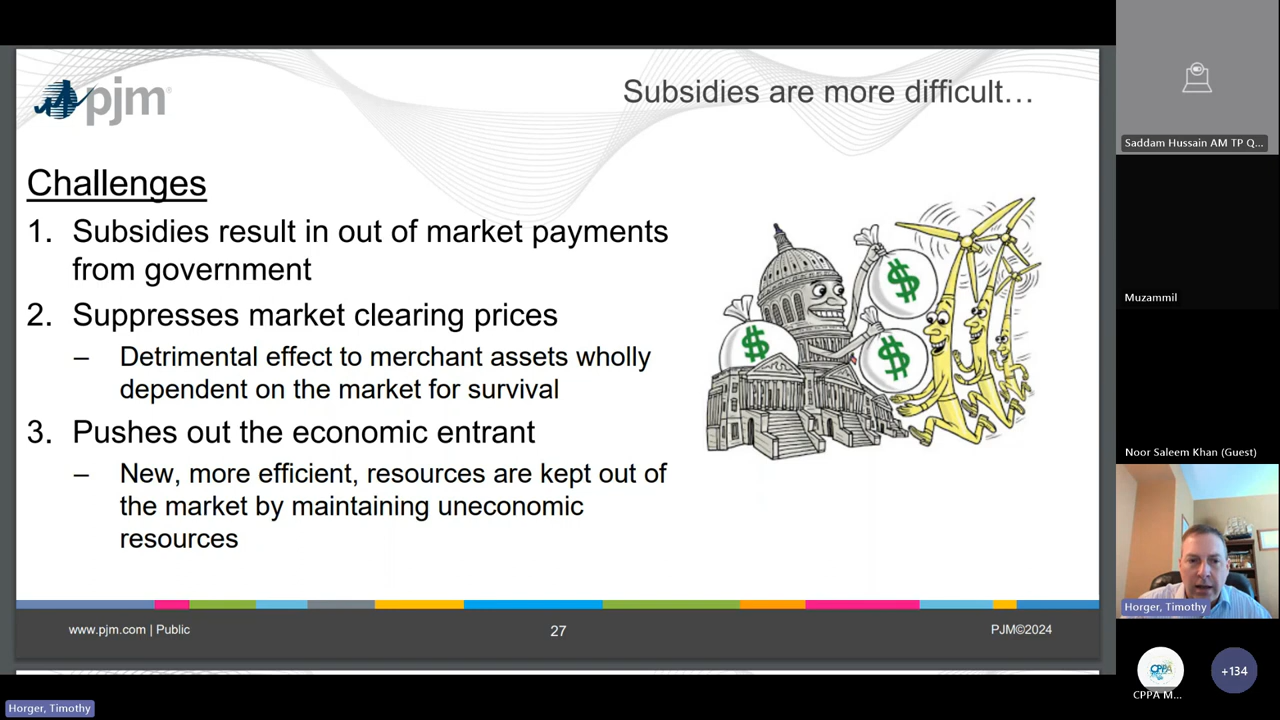 pjm
Subsidies are more difficult…
Challenges
1. Subsidies result in out of market payments
from government
2. Suppresses market clearing prices
– Detrimental effect to merchant assets wholly
dependent on the market for survival
3. Pushes out the economic entrant
– New, more efficient, resources are kept out of
the market by maintaining uneconomic
resources
$
$
$
www.pjm.com | Public
27
PJM©2024
Saddam Hussain AM TP Q...
Muzammil
Noor Saleem Khan (Guest)
Horger, Timothy
CPPA
CPPA M...
+134
Horger, Timothy